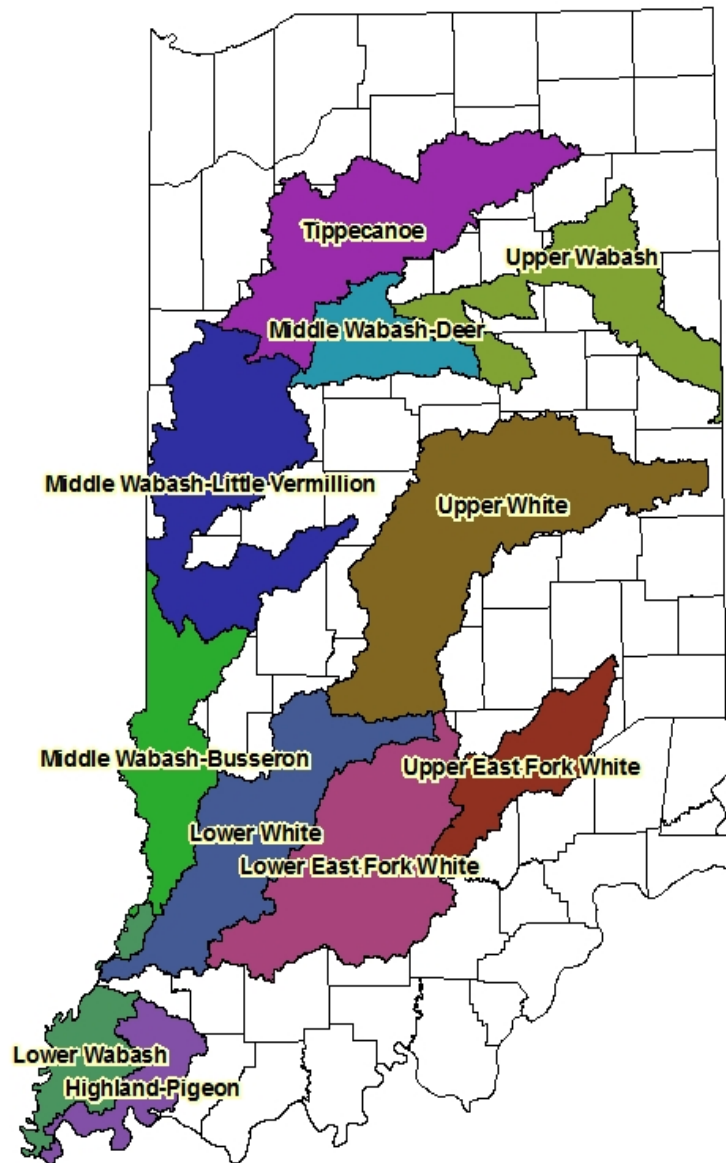 Tippecanoe
Upper Wabash
Middle Wabash-Deer
Middle Wabash-Little Vermillion
Upper White
Middle Wabash-Busseron
Upper East Fork White
Lower White
Lower East Fork White
Lower Wabash
Highland-Pigeon